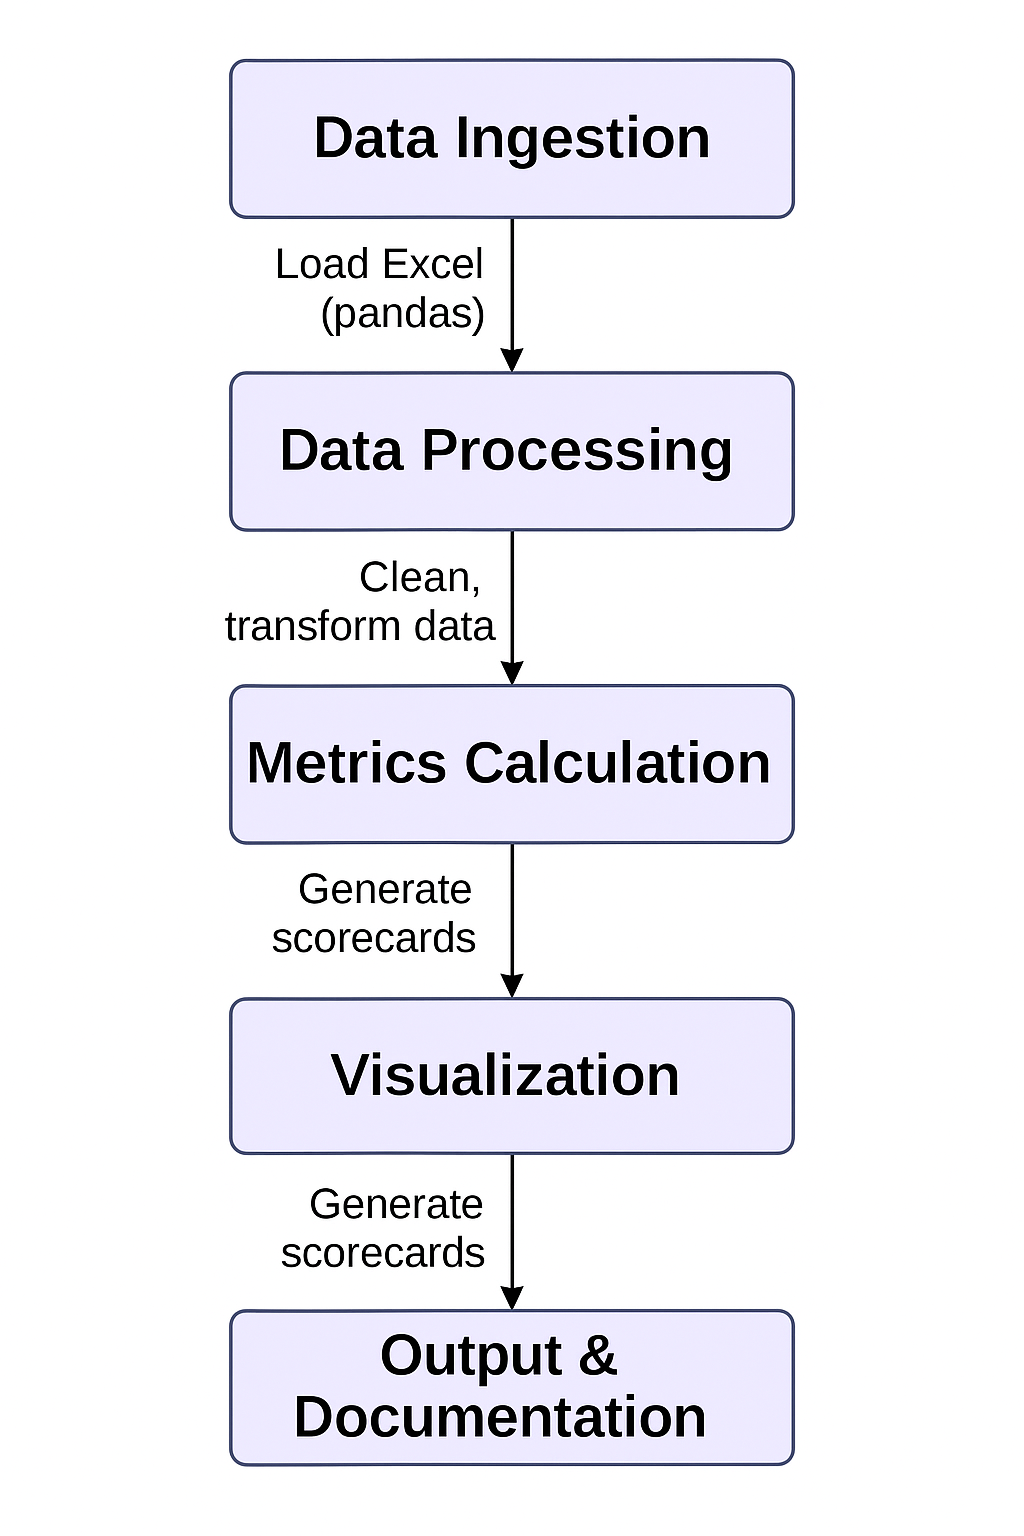 Data Ingestion
Load Excel
(pandas)
Data Processing
Clean,
transform data
Metrics Calculation
Generate
scorecards
Visualization
Generate
scorecards
Output &
Documentation